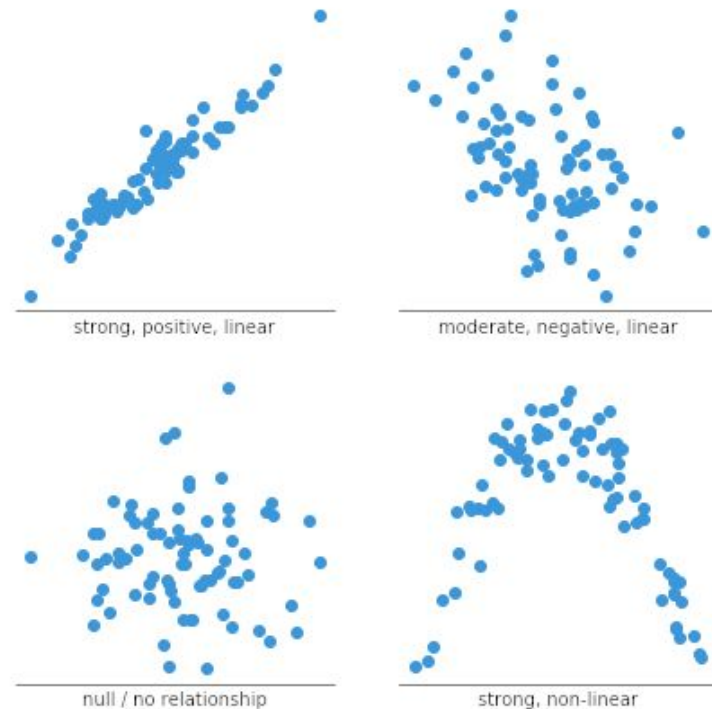 strong, positive, linear
moderate, negative, linear
null / no relationship
strong, non-linear